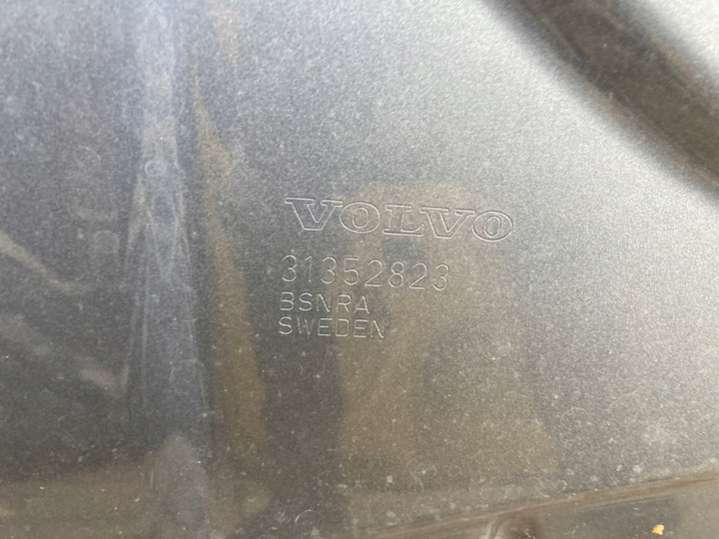 VOLVO
31352823
BSNRA
SWEDEN